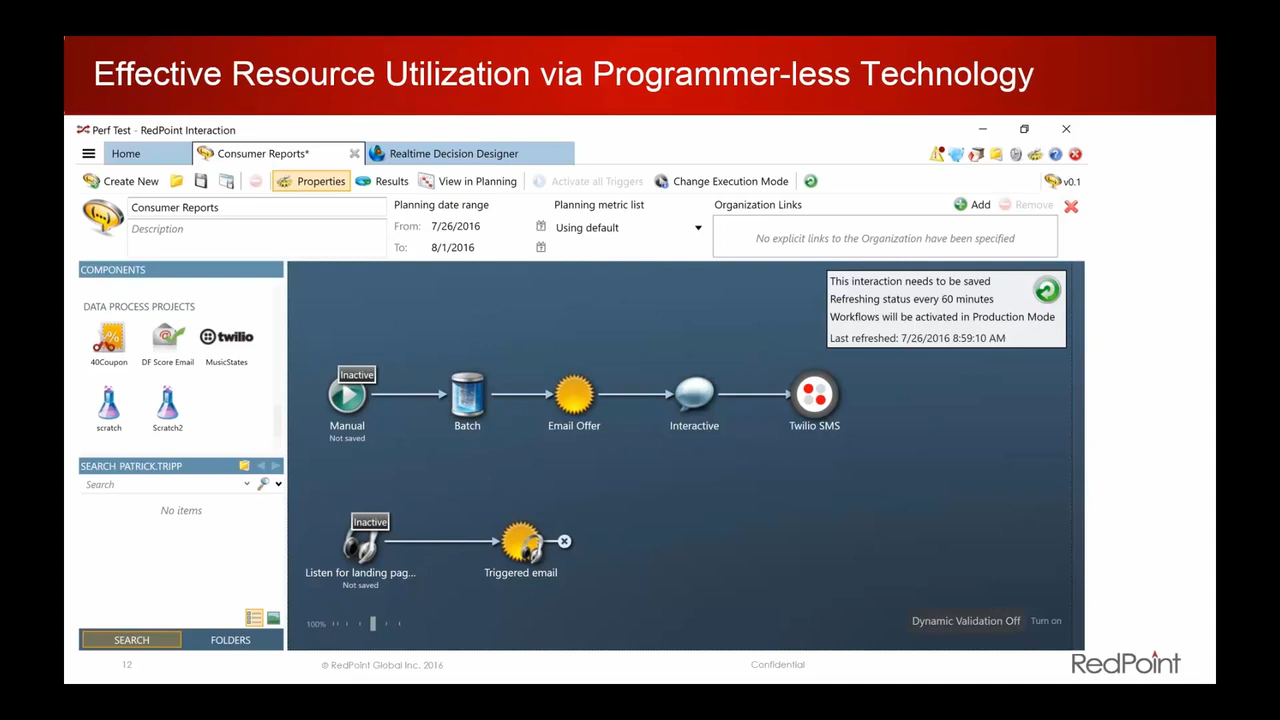 Effective Resource Utilization via Programmer-less Technology
Perf Test - RedPoint Interaction
Home
Consumer Reports*
Realtime Decision Designer
Create New
Properties
Results
View in Planning
Activate all Triggers
Change Execution Mode
v0.1
Consumer Reports
Description
Planning date range
From: 7/26/2016
To: 8/1/2016
Planning metric list
Using default
Organization Links
Add
Remove
No explicit links to the Organization have been specified
COMPONENTS
DATA PROCESS PROJECTS
twilio
40Coupon
DF Score Email
MusicStates
scratch
Scratch2
SEARCH PATRICK.TRIPP
Search
No items
SEARCH
FOLDERS
This interaction needs to be saved
Refreshing status every 60 minutes
Workflows will be activated in Production Mode
Last refreshed: 7/26/2016 8:59:10 AM
Inactive
Manual
Not saved
Batch
Email Offer
Interactive
Twilio SMS
Inactive
Listen for landing pag...
Not saved
Triggered email
100%
Dynamic Validation Off
Turn on
12
© RedPoint Global Inc. 2016
Confidential
RedPoint